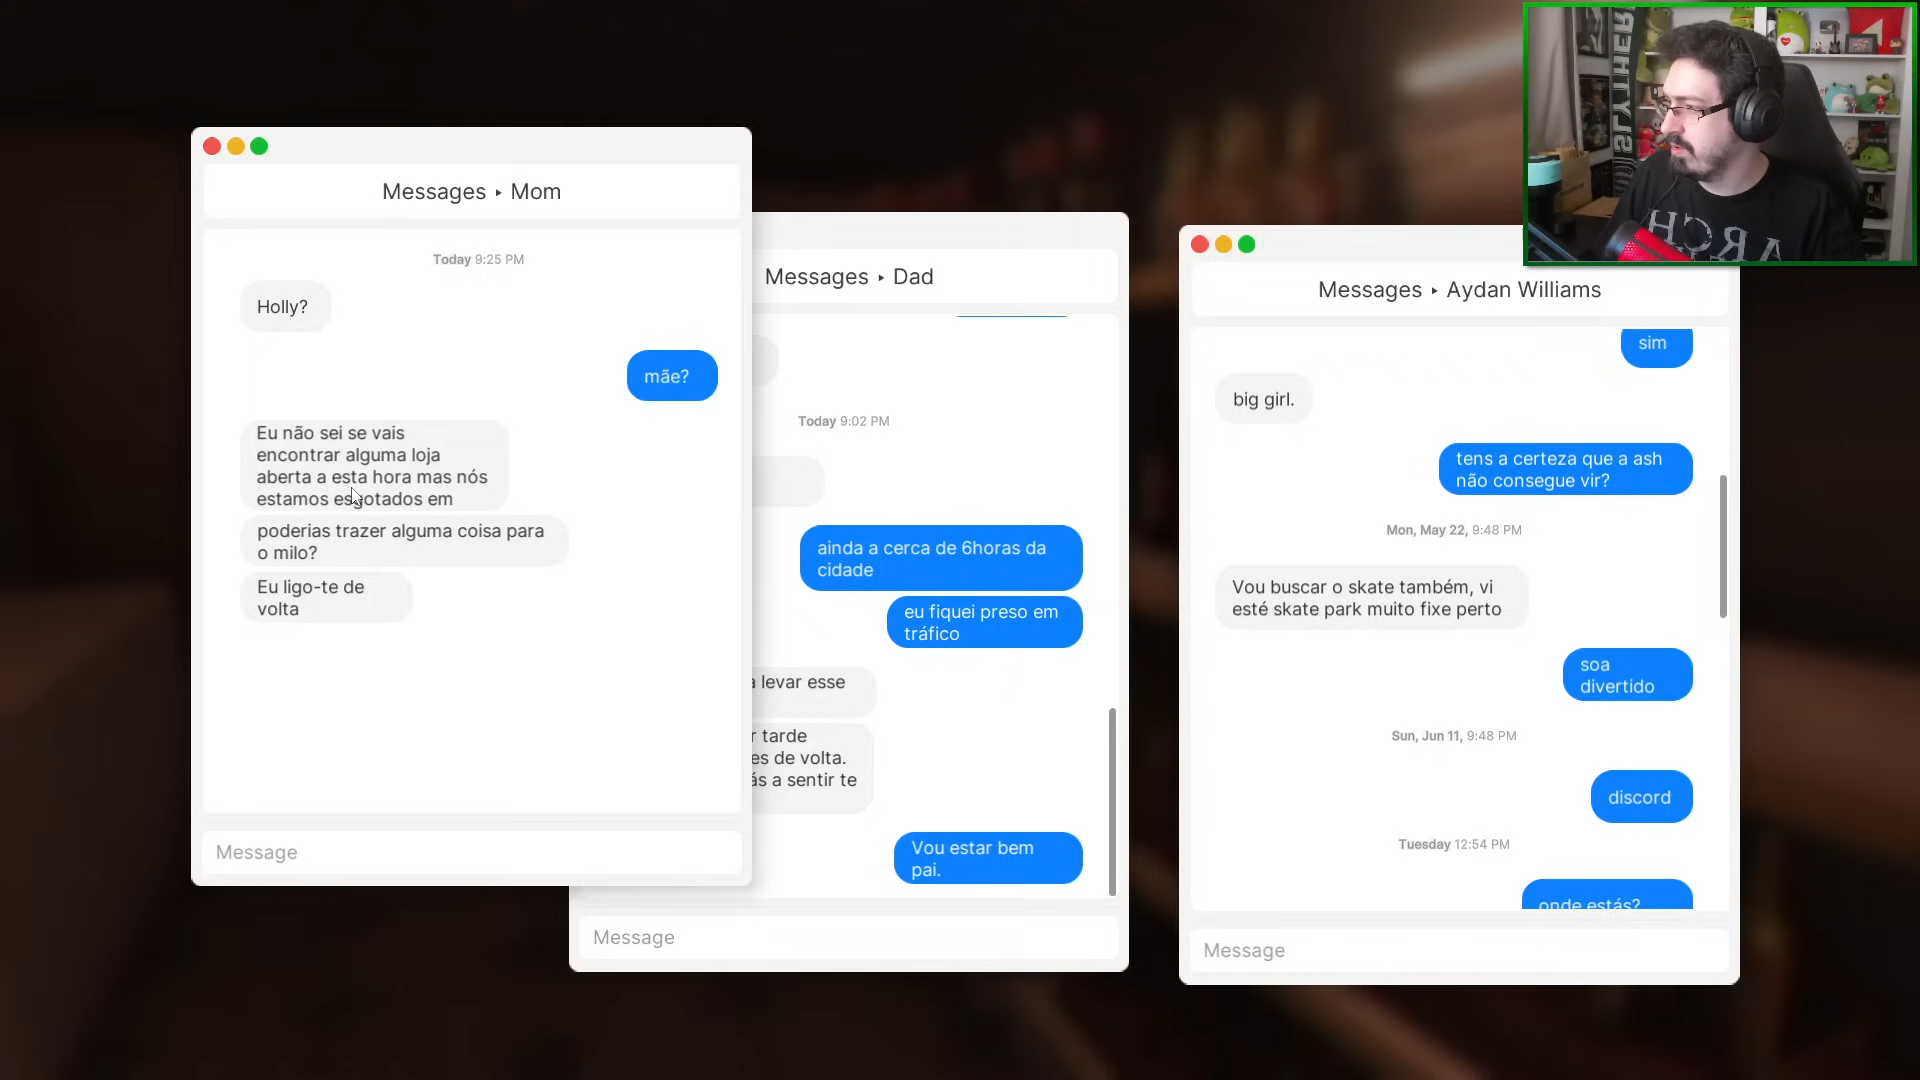 Messages ▸ Mom
Today 9:25 PM
Holly?
mãe?
Eu não sei se vais
encontrar alguma loja
aberta a esta hora mas nós
estamos esgotados em
poderias trazer alguma coisa para
o milo?
Eu ligo-te de
volta
Message
Messages ▸ Dad
Today 9:02 PM
ainda a cerca de 6horas da
cidade
eu fiquei preso em
tráfico
a levar esse
r tarde
es de volta.
ás a sentir te
Vou estar bem
pai.
Message
Messages ▸ Aydan Williams
sim
big girl.
tens a certeza que a ash
não consegue vir?
Mon, May 22, 9:48 PM
Vou buscar o skate também, vi
esté skate park muito fixe perto
soa
divertido
Sun, Jun 11, 9:48 PM
discord
Tuesday 12:54 PM
onde estás?
Message
SLYTHER
ARCH